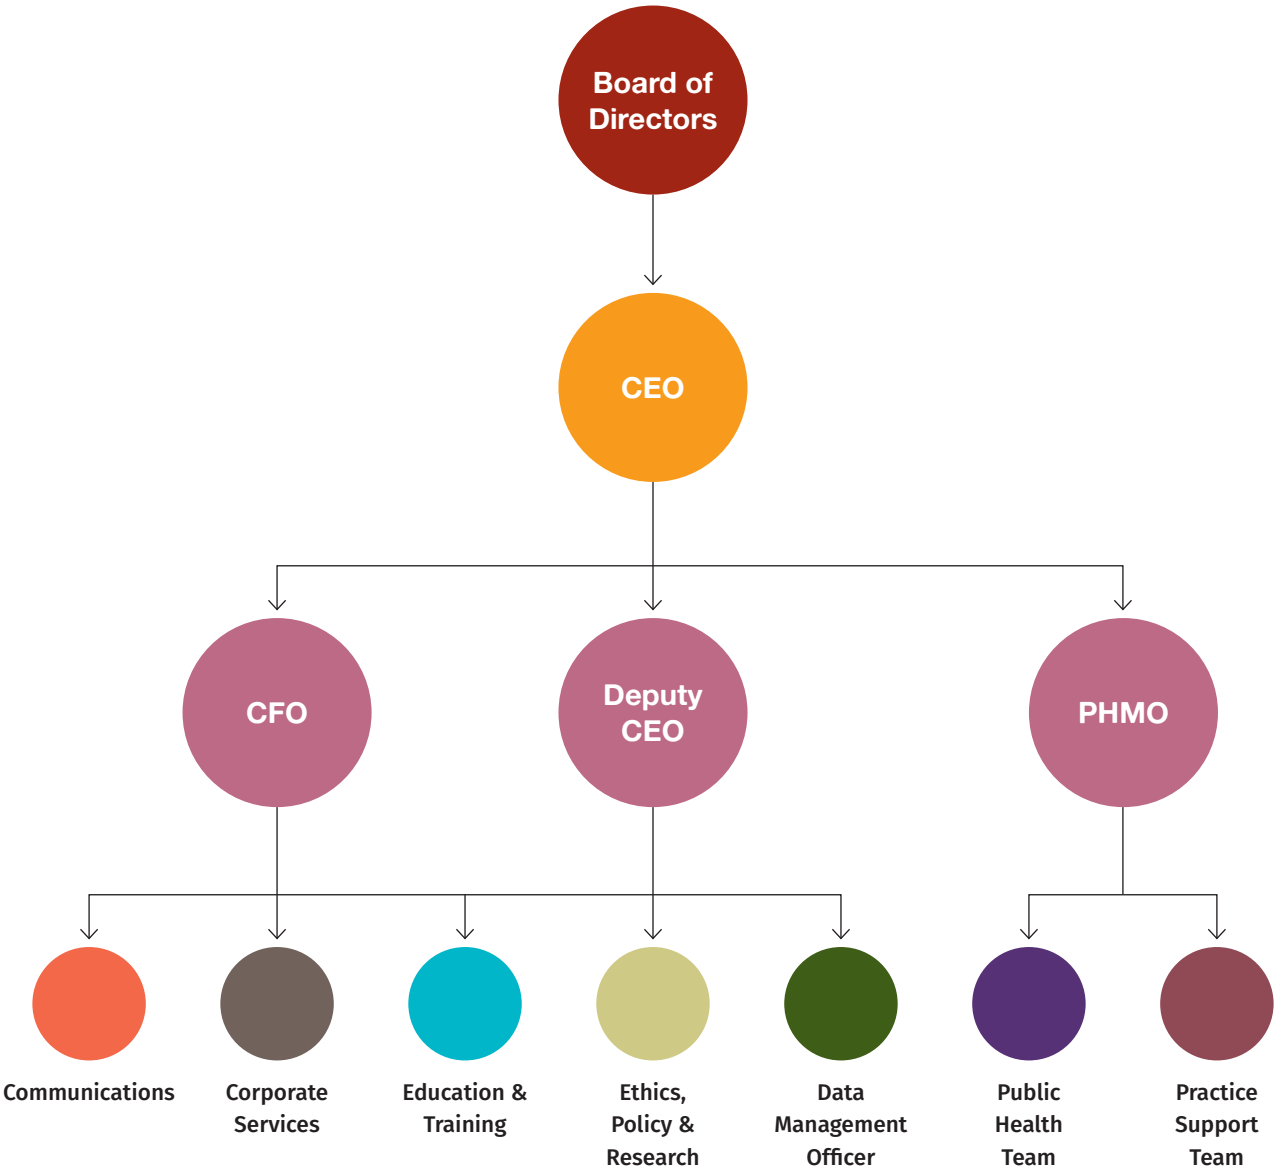 Board of
Directors
CEO
CFO
Deputy
CEO
PHMO
Communications
Corporate
Services
Education &
Training
Ethics,
Policy &
Research
Data
Management
Officer
Public
Health
Team
Practice
Support
Team